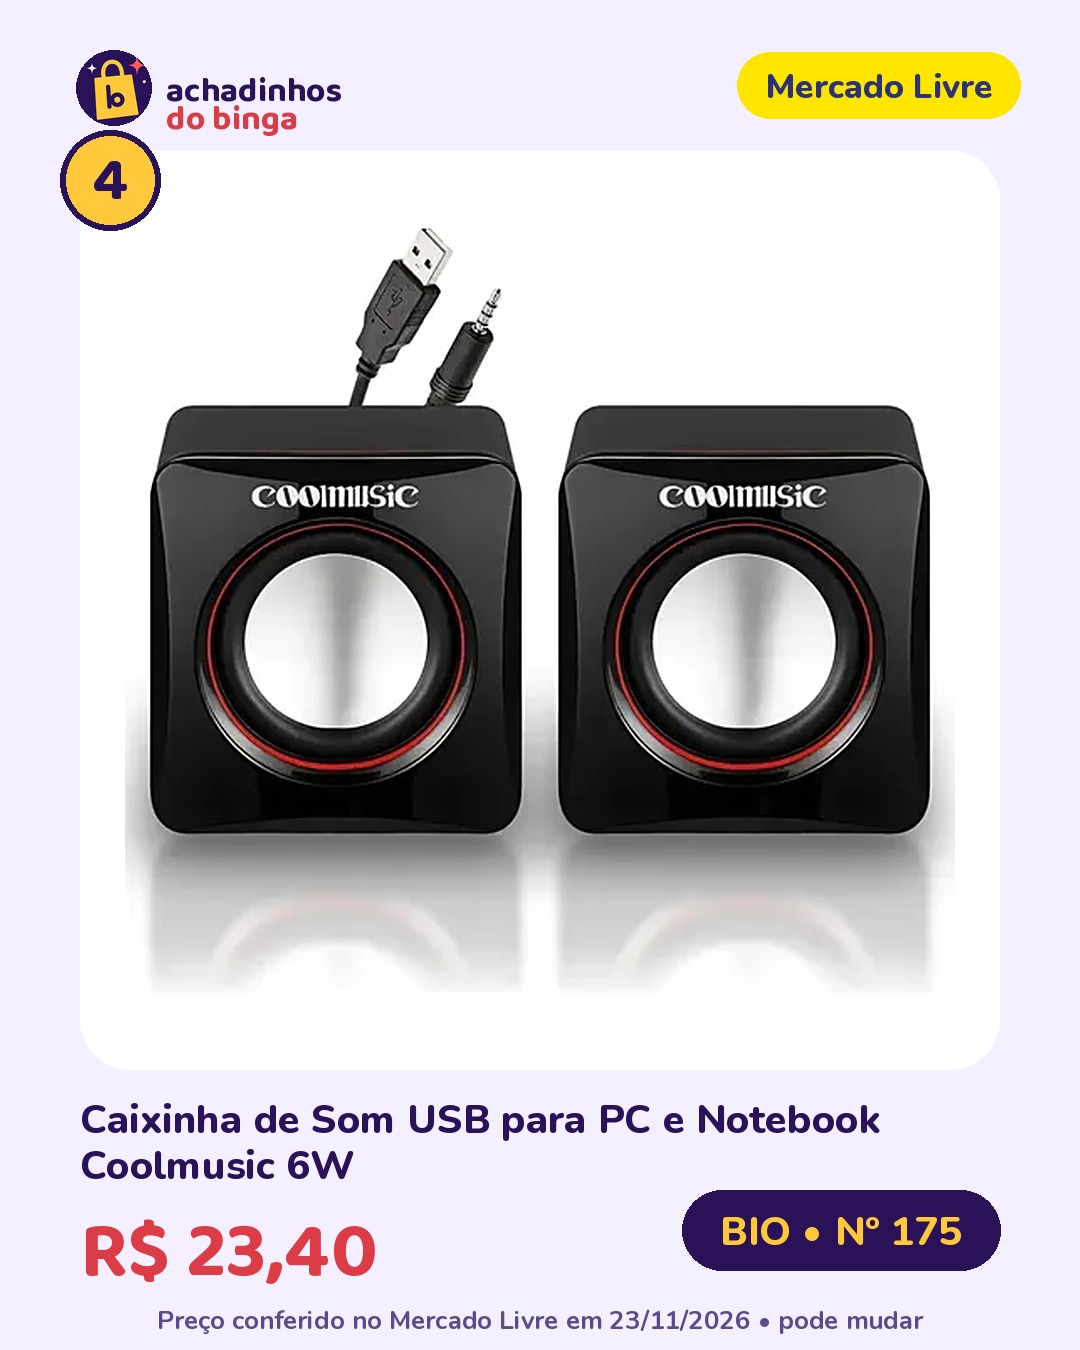 achadinhos
do binga
Mercado Livre
4
coolmusic
coolmusic
Caixinha de Som USB para PC e Notebook
Coolmusic 6W
R$ 23,40
BIO • Nº 175
Preço conferido no Mercado Livre em 23/11/2026 • pode mudar